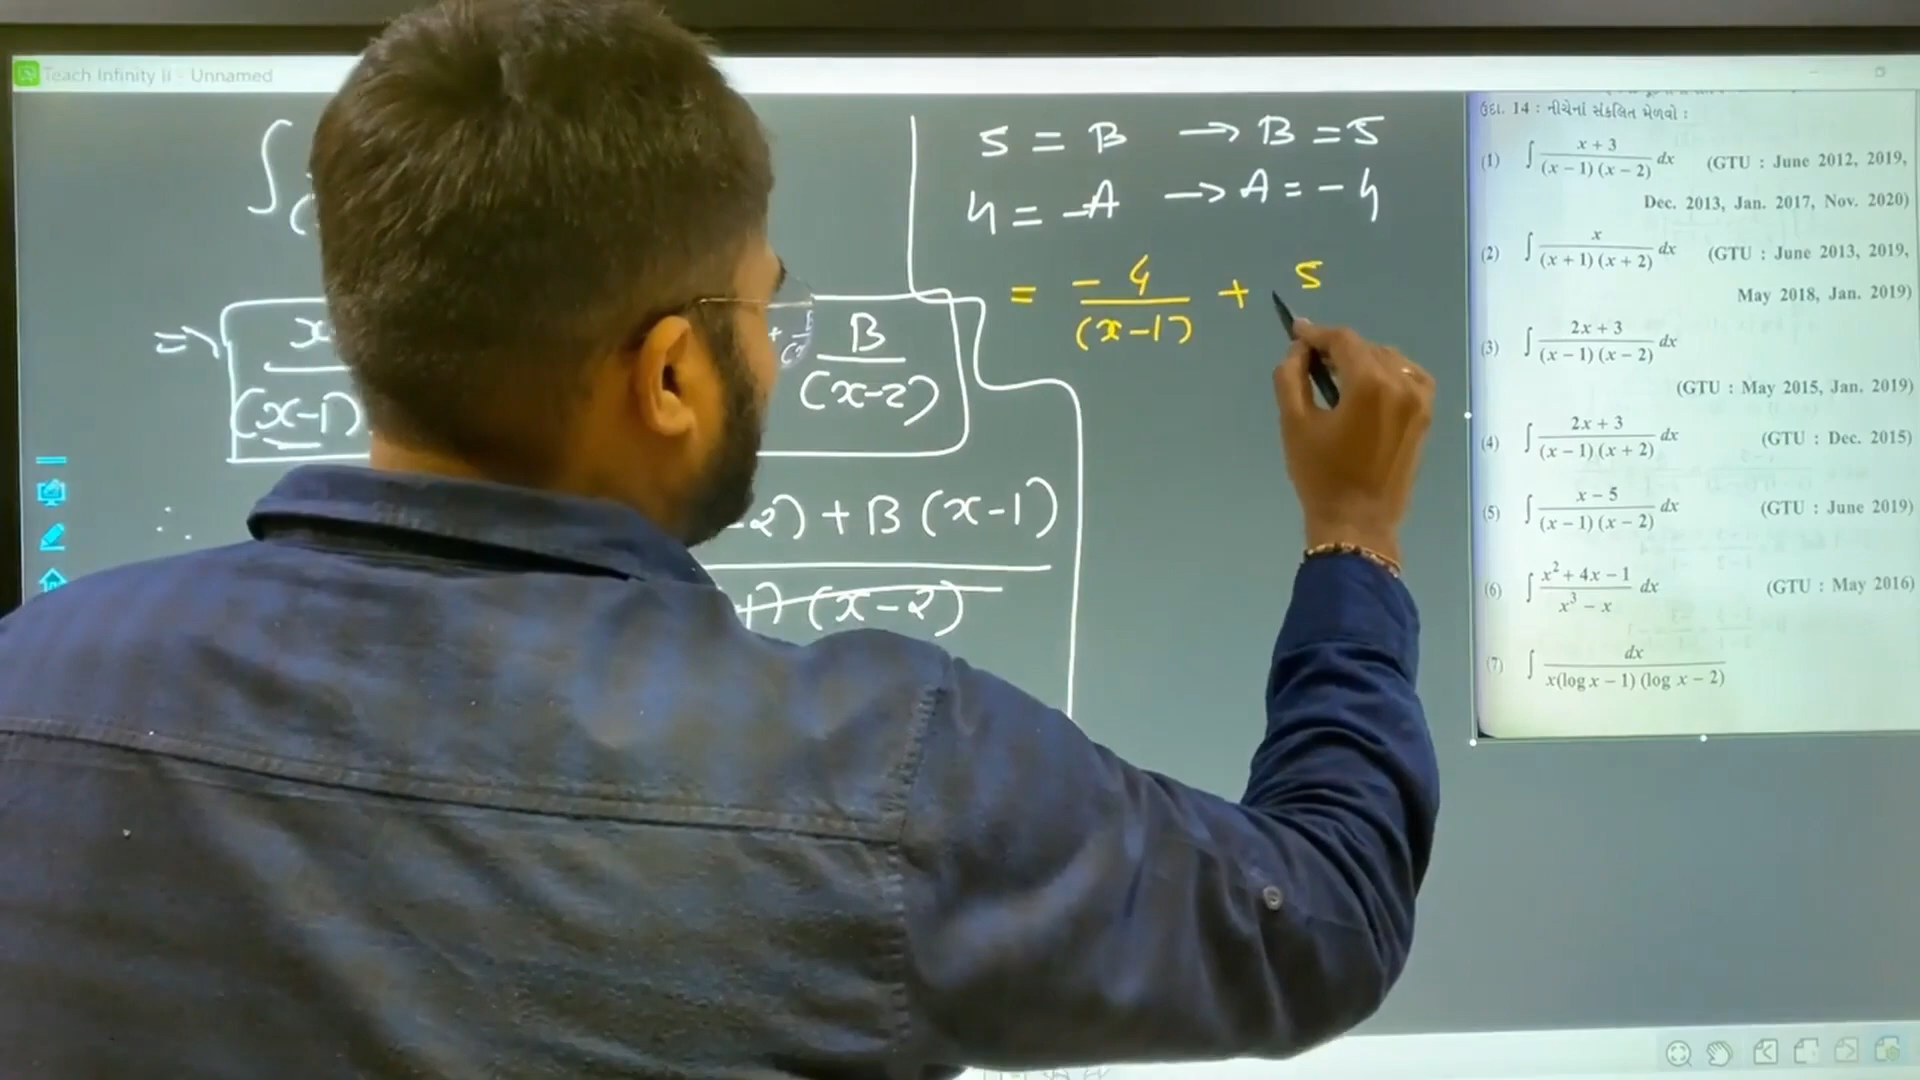 Teach Infinity II - Unnamed
∫
⇒ x / (x-1)
+ B / (x-2)
∴
-2) + B (x-1)
1) (x-2)
5 = B → B = 5
4 = -A → A = -4
= -4 / (x-1) + 5
ઉદા. 14 : નીચેનાં સંકલિત મેળવો :
(1) ∫ x + 3 / (x − 1) (x − 2) dx (GTU : June 2012, 2019,
Dec. 2013, Jan. 2017, Nov. 2020)
(2) ∫ x / (x + 1) (x + 2) dx (GTU : June 2013, 2019,
May 2018, Jan. 2019)
(3) ∫ 2x + 3 / (x − 1) (x − 2) dx
(GTU : May 2015, Jan. 2019)
(4) ∫ 2x + 3 / (x − 1) (x + 2) dx (GTU : Dec. 2015)
(5) ∫ x − 5 / (x − 1) (x − 2) dx (GTU : June 2019)
(6) ∫ x² + 4x − 1 / x³ − x dx (GTU : May 2016)
(7) ∫ dx / x(log x − 1) (log x − 2)